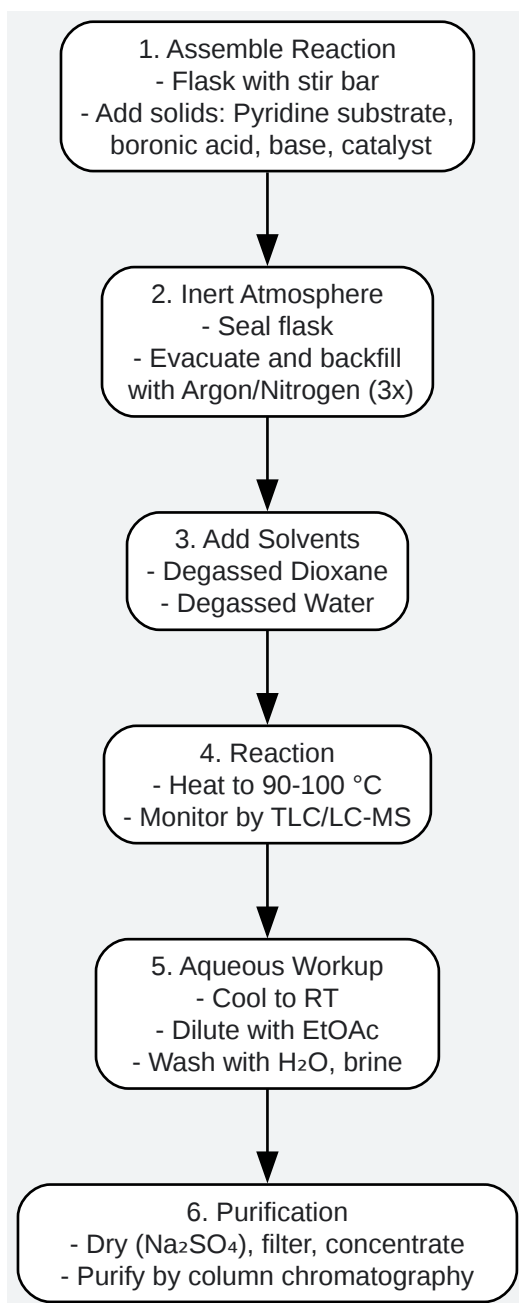 1. Assemble Reaction
- Flask with stir bar
- Add solids: Pyridine substrate,
boronic acid, base, catalyst
2. Inert Atmosphere
- Seal flask
- Evacuate and backfill
with Argon/Nitrogen (3x)
3. Add Solvents
- Degassed Dioxane
- Degassed Water
4. Reaction
- Heat to 90-100 °C
- Monitor by TLC/LC-MS
5. Aqueous Workup
- Cool to RT
- Dilute with EtOAc
- Wash with H₂O, brine
6. Purification
- Dry (Na₂SO₄), filter, concentrate
- Purify by column chromatography